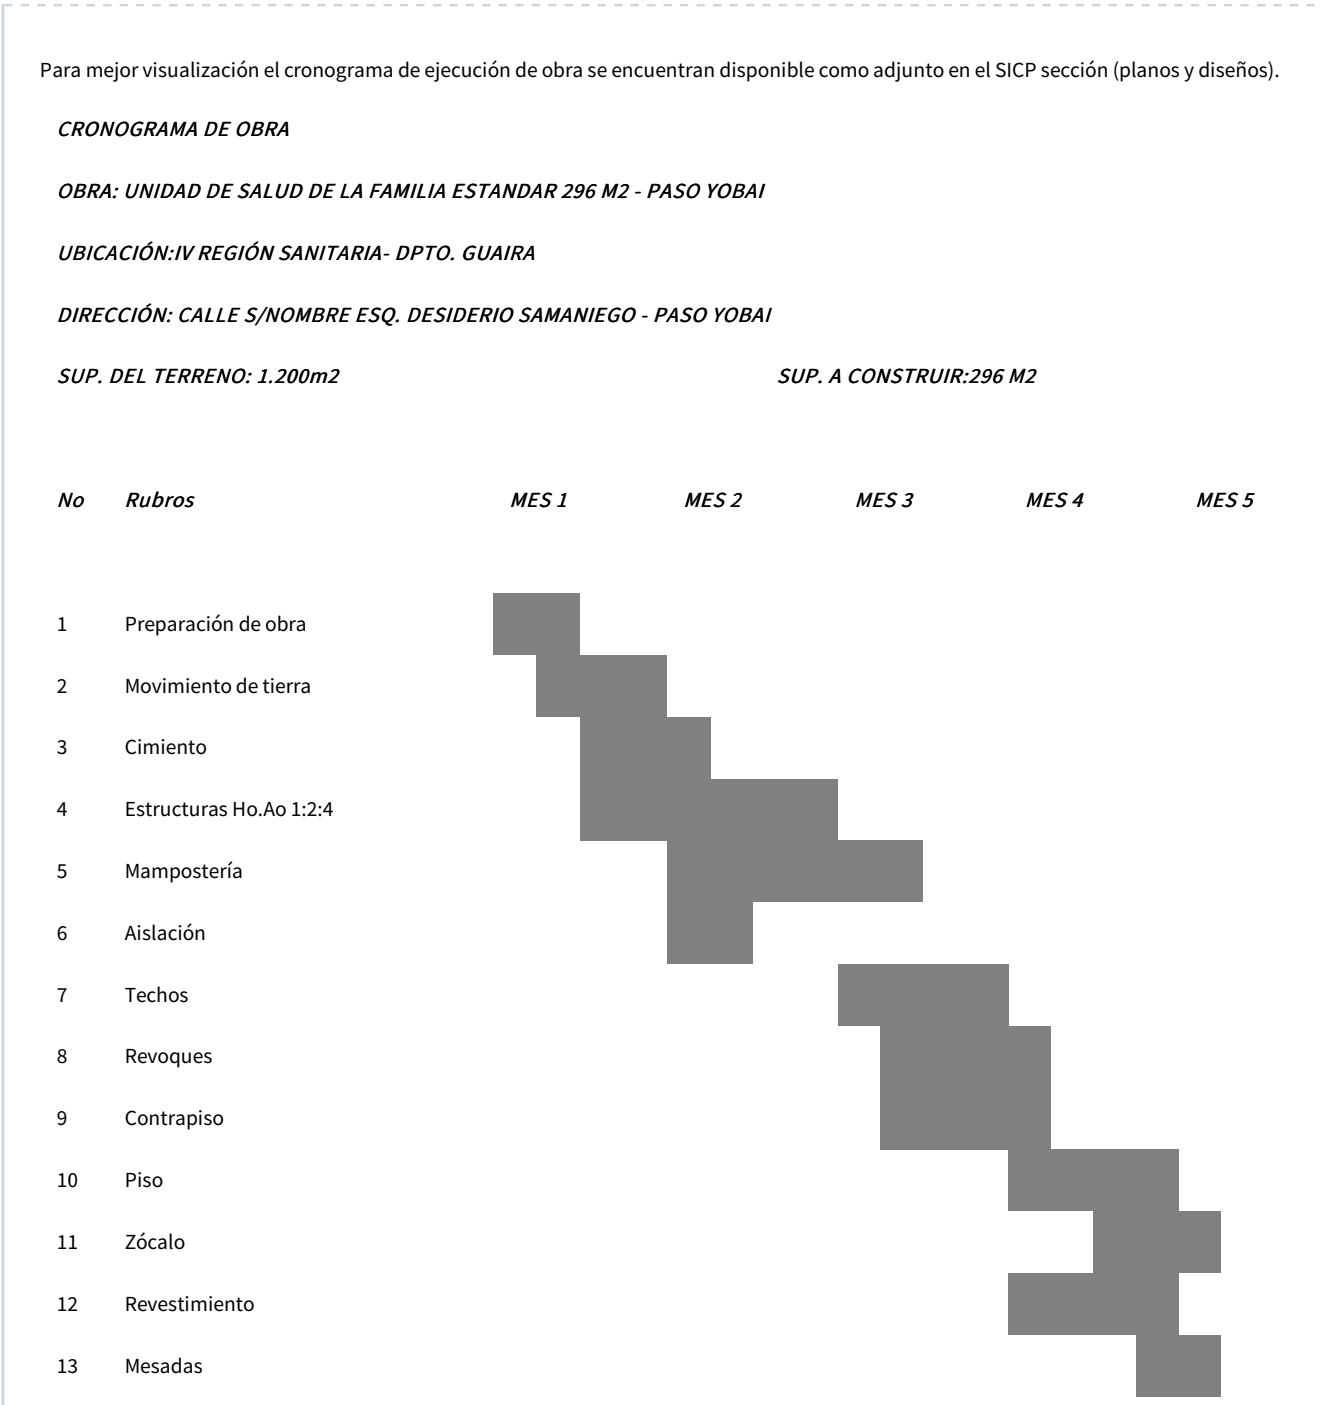 Para mejor visualización el cronograma de ejecución de obra se encuentran disponible como adjunto en el SICP sección (planos y diseños).
CRONOGRAMA DE OBRA
OBRA: UNIDAD DE SALUD DE LA FAMILIA ESTANDAR 296 M2 - PASO YOBAI
UBICACIÓN:IV REGIÓN SANITARIA- DPTO. GUAIRA
DIRECCIÓN: CALLE S/NOMBRE ESQ. DESIDERIO SAMANIEGO - PASO YOBAI
SUP. DEL TERRENO: 1.200m2 SUP. A CONSTRUIR:296 M2
No Rubros MES 1 MES 2 MES 3 MES 4 MES 5
1 Preparación de obra
2 Movimiento de tierra
3 Cimiento
4 Estructuras Ho.Ao 1:2:4
5 Mampostería
6 Aislación
7 Techos
8 Revoques
9 Contrapiso
10 Piso
11 Zócalo
12 Revestimiento
13 Mesadas